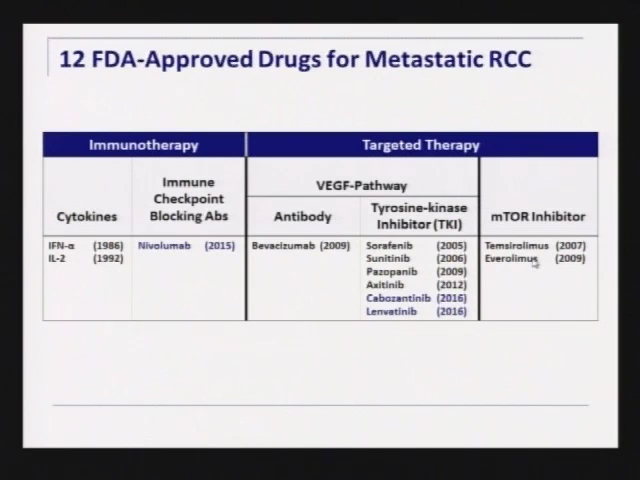 12 FDA-Approved Drugs for Metastatic RCC
Immunotherapy
Targeted Therapy
Cytokines
Immune
Checkpoint
Blocking Abs
VEGF-Pathway
Antibody
Tyrosine-kinase
Inhibitor (TKI)
mTOR Inhibitor
IFN-α (1986)
IL-2 (1992)
Nivolumab (2015)
Bevacizumab (2009)
Sorafenib (2005)
Sunitinib (2006)
Pazopanib (2009)
Axitinib (2012)
Cabozantinib (2016)
Lenvatinib (2016)
Temsirolimus (2007)
Everolimus (2009)